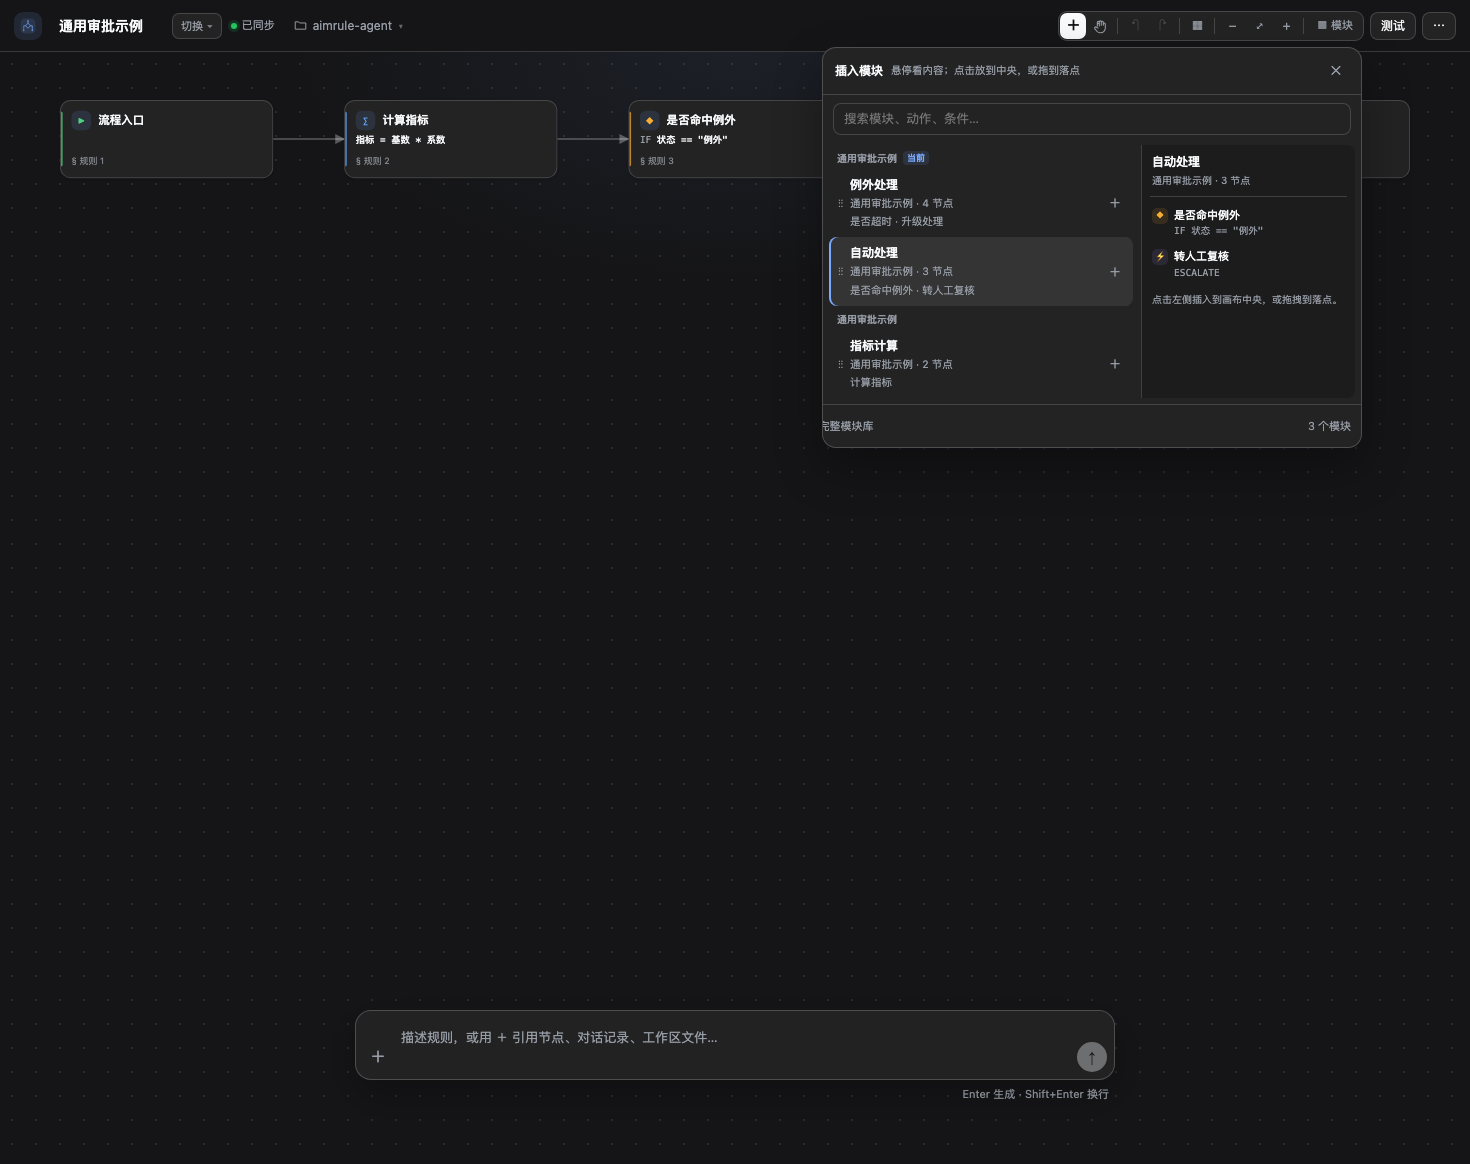 通用审批示例
切换
已同步
aimrule-agent
模块
测试
流程入口
§ 规则 1
计算指标
指标 = 基数 * 系数
§ 规则 2
是否命中例外
IF 状态 == "例外"
§ 规则 3
插入模块 悬停看内容；点击放到中央，或拖到落点
搜索模块、动作、条件...
通用审批示例 当前
例外处理
通用审批示例 · 4 节点
是否超时 · 升级处理
自动处理
通用审批示例 · 3 节点
是否命中例外 · 转人工复核
通用审批示例
指标计算
通用审批示例 · 2 节点
计算指标
自动处理
通用审批示例 · 3 节点
是否命中例外
IF 状态 == "例外"
转人工复核
ESCALATE
点击左侧插入到画布中央，或拖拽到落点。
完整模块库
3 个模块
描述规则，或用 + 引用节点、对话记录、工作区文件...
Enter 生成 · Shift+Enter 换行